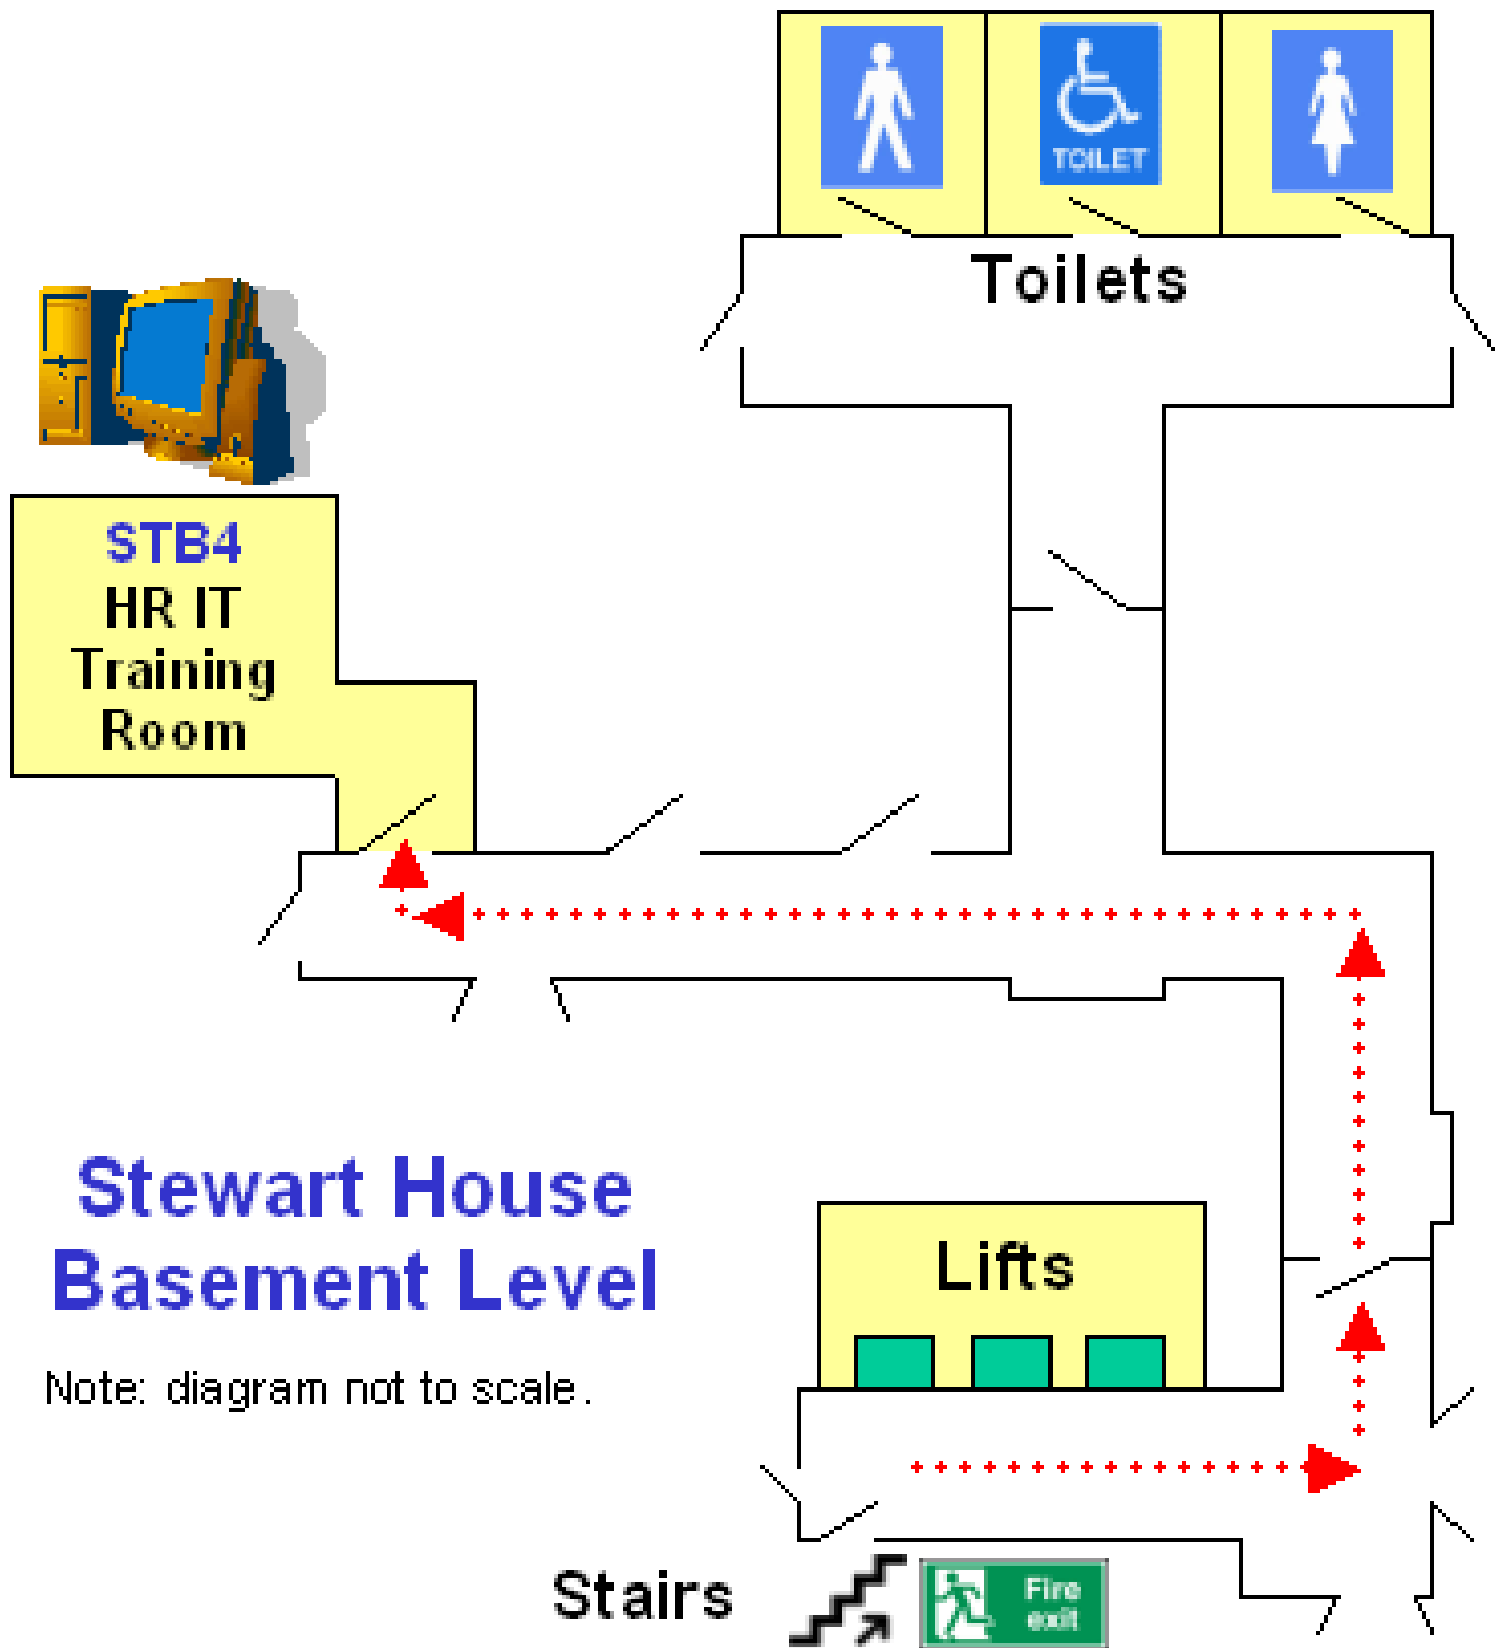 TOILET
Toilets
STB4
HR IT
Training
Room
Stewart House
Basement Level
Note: diagram not to scale.
Lifts
Stairs
Fire
exit